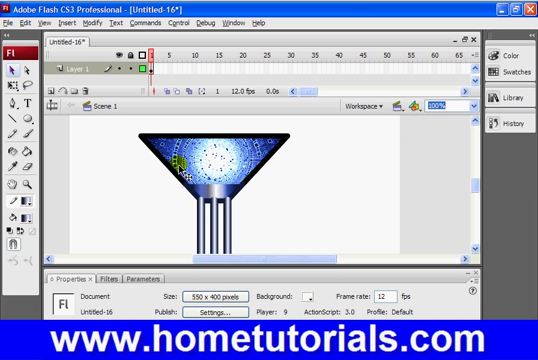 Adobe Flash CS3 Professional - [Untitled-16*]
File Edit View Insert Modify Text Commands Control Debug Window Help
Untitled-16*
Fl
5 10 15 20 25 30 35 40 45 50 55 60 65
Layer 1
1 12.0 fps 0.0s
Scene 1 Workspace 100%
Color
Swatches
Library
History
Properties Filters Parameters
Fl Document Size: 550 x 400 pixels Background: Frame rate: 12 fps
Untitled-16 Publish: Settings... Player: 9 ActionScript: 3.0 Profile: Default
www.hometutorials.com